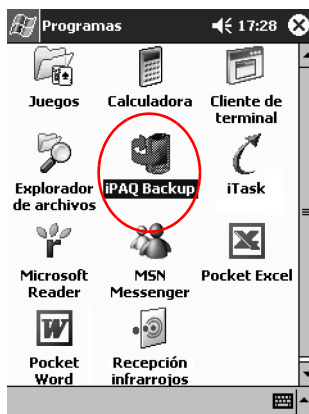 Programas 17:28
Juegos Calculadora Cliente de terminal
Explorador de archivos iPAQ Backup iTask
Microsoft Reader MSN Messenger Pocket Excel
Pocket Word Recepción infrarrojos